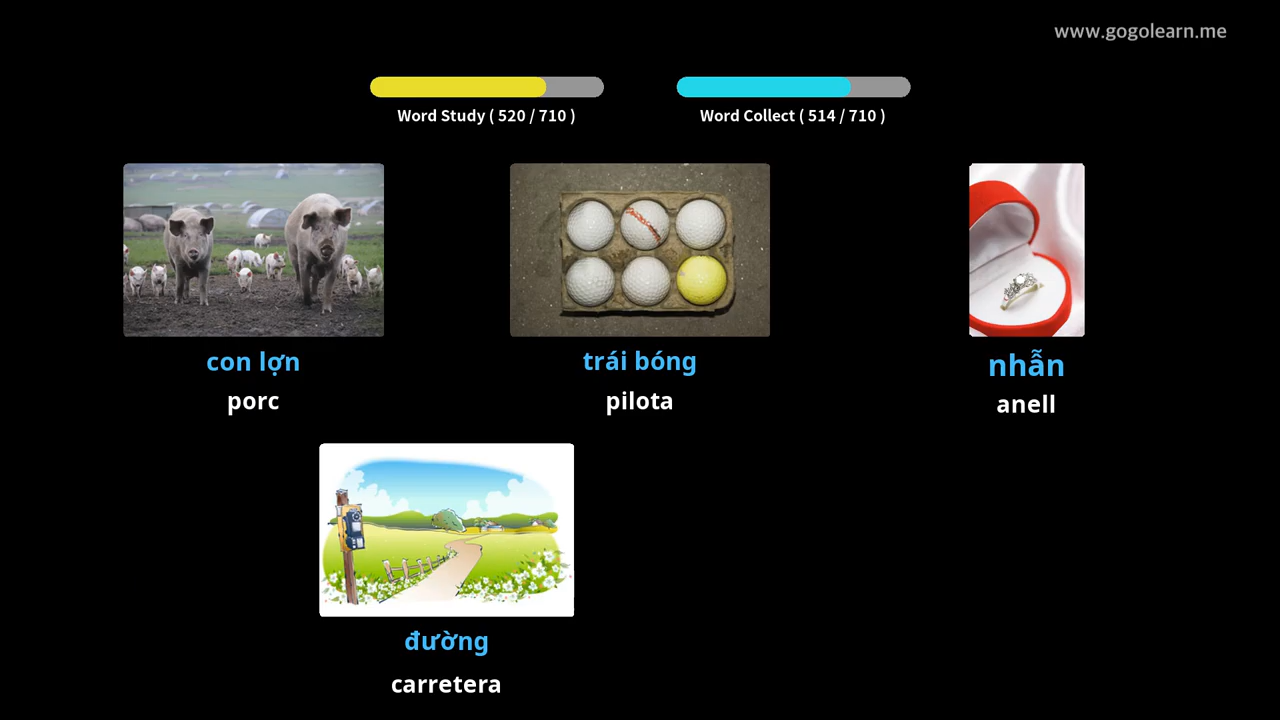 www.gogolearn.me
Word Study ( 520 / 710 )
Word Collect ( 514 / 710 )
con lợn
trái bóng
nhẫn
porc
pilota
anell
đường
carretera